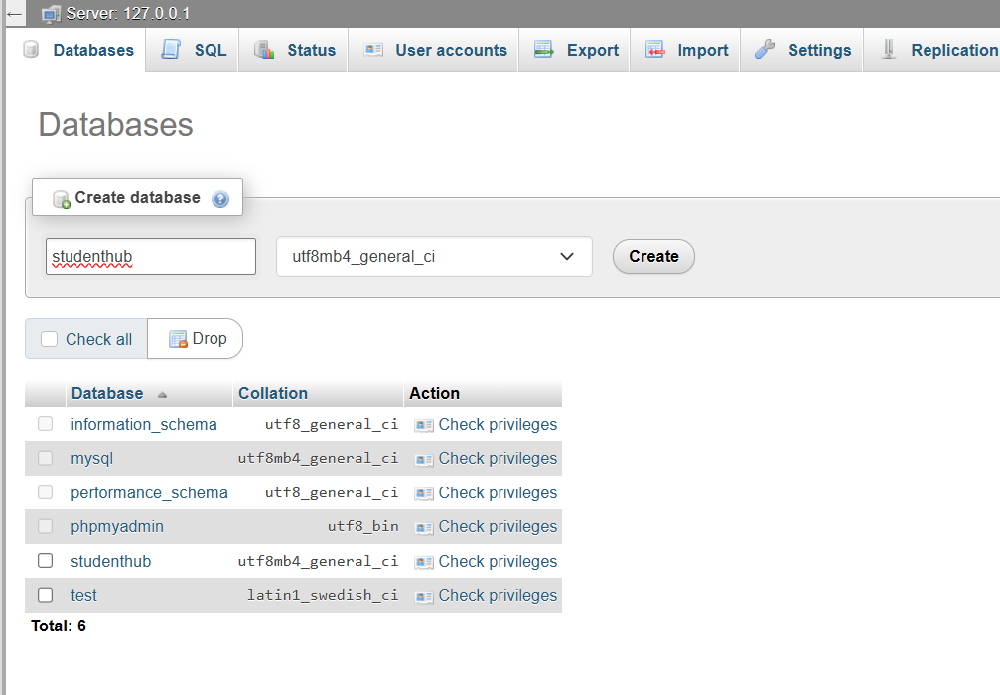 Server: 127.0.0.1
Databases SQL Status User accounts Export Import Settings Replication
Databases
Create database
studenthub utf8mb4_general_ci Create
Check all Drop
Database Collation Action
information_schema utf8_general_ci Check privileges
mysql utf8mb4_general_ci Check privileges
performance_schema utf8_general_ci Check privileges
phpmyadmin utf8_bin Check privileges
studenthub utf8mb4_general_ci Check privileges
test latin1_swedish_ci Check privileges
Total: 6